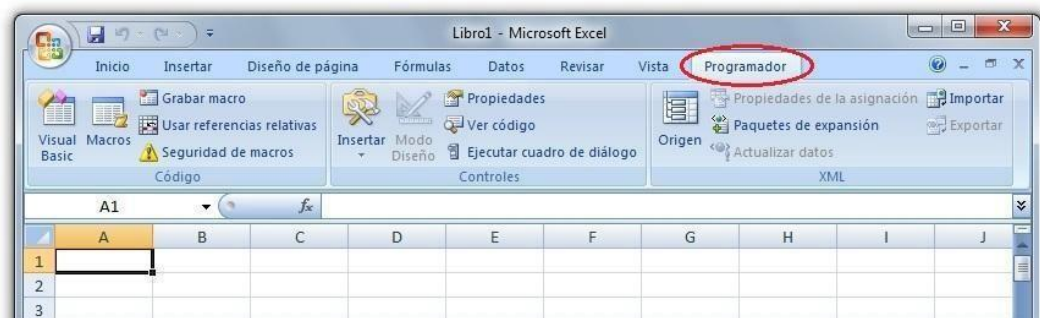 Libro1 - Microsoft Excel
Inicio Insertar Diseño de página Fórmulas Datos Revisar Vista Programador
Visual Basic
Macros
Grabar macro
Usar referencias relativas
Seguridad de macros
Código
Insertar
Modo Diseño
Propiedades
Ver código
Ejecutar cuadro de diálogo
Controles
Origen
Propiedades de la asignación
Paquetes de expansión
Actualizar datos
Importar
Exportar
XML
A1 fx
A B C D E F G H I J
1
2
3